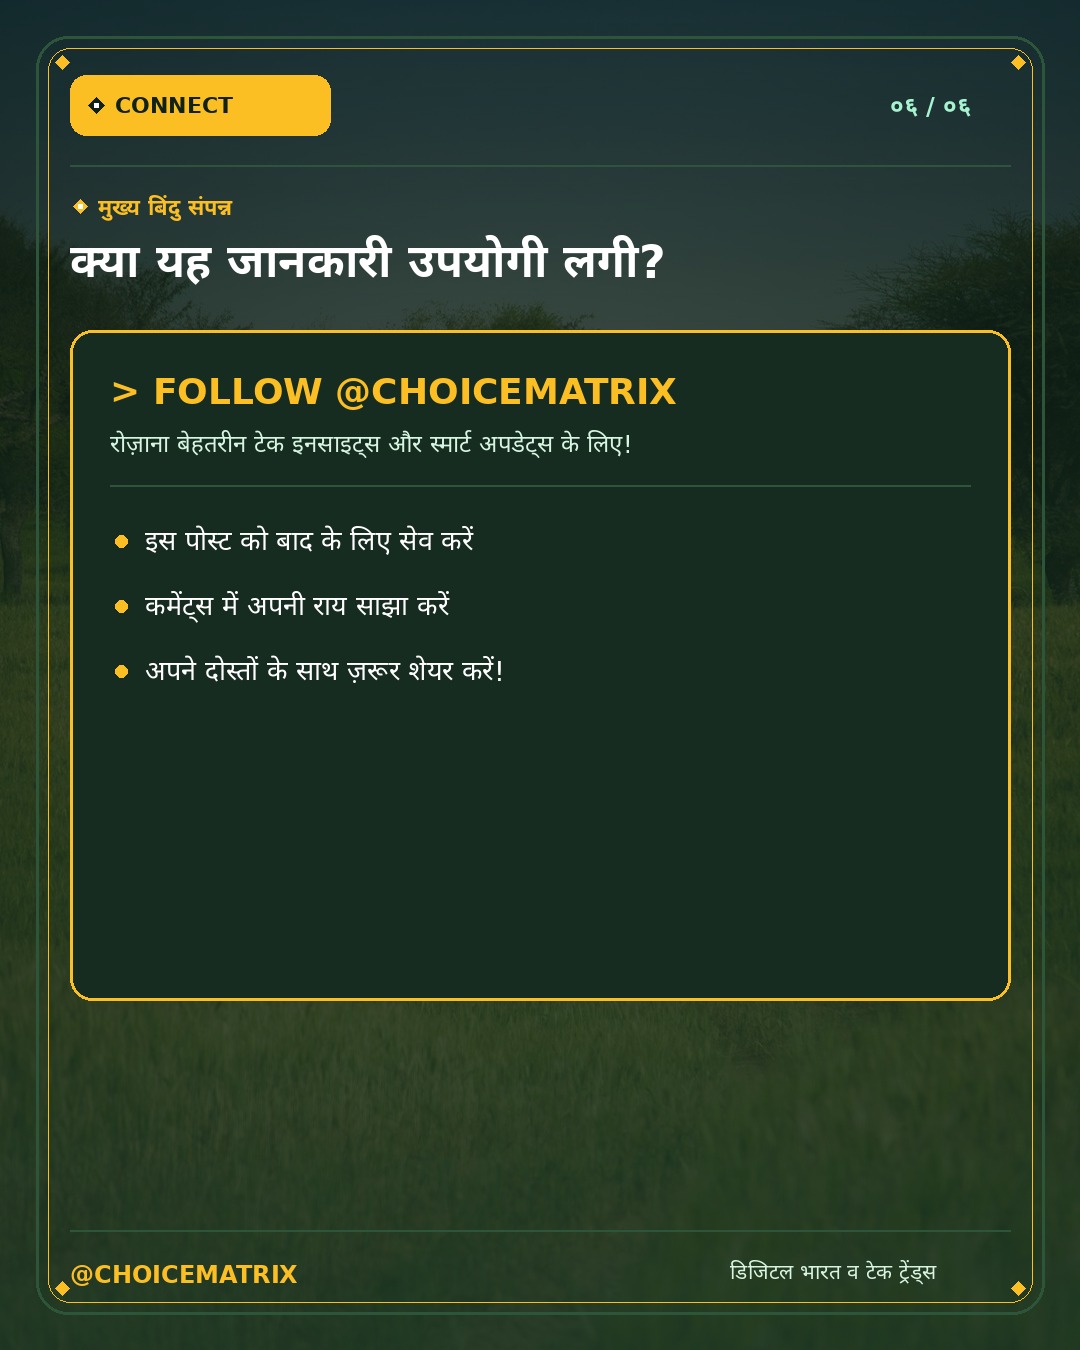 CONNECT
०६ / ०६
मुख्य बिंदु संपन्न
क्या यह जानकारी उपयोगी लगी?
> FOLLOW @CHOICEMATRIX
रोज़ाना बेहतरीन टेक इनसाइट्स और स्मार्ट अपडेट्स के लिए!
इस पोस्ट को बाद के लिए सेव करें
कमेंट्स में अपनी राय साझा करें
अपने दोस्तों के साथ ज़रूर शेयर करें!
@CHOICEMATRIX
डिजिटल भारत व टेक ट्रेंड्स